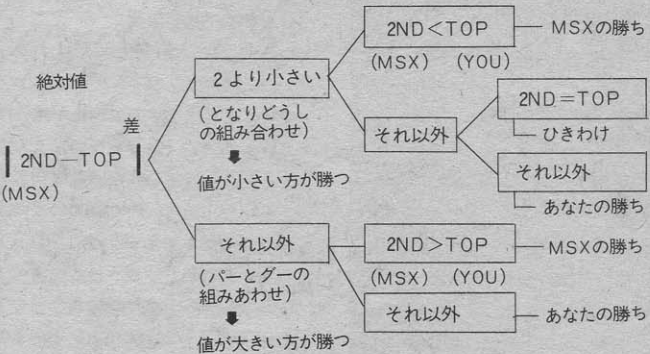 絶対値
差
| 2ND－TOP |
(MSX)
2より小さい
(となりどうし
の組み合わせ)
値が小さい方が勝つ
2ND＜TOP
(MSX) (YOU)
MSXの勝ち
それ以外
2ND＝TOP
ひきわけ
それ以外
あなたの勝ち
それ以外
(パーとグーの
組みあわせ)
値が大きい方が勝つ
2ND＞TOP
(MSX) (YOU)
MSXの勝ち
それ以外
あなたの勝ち